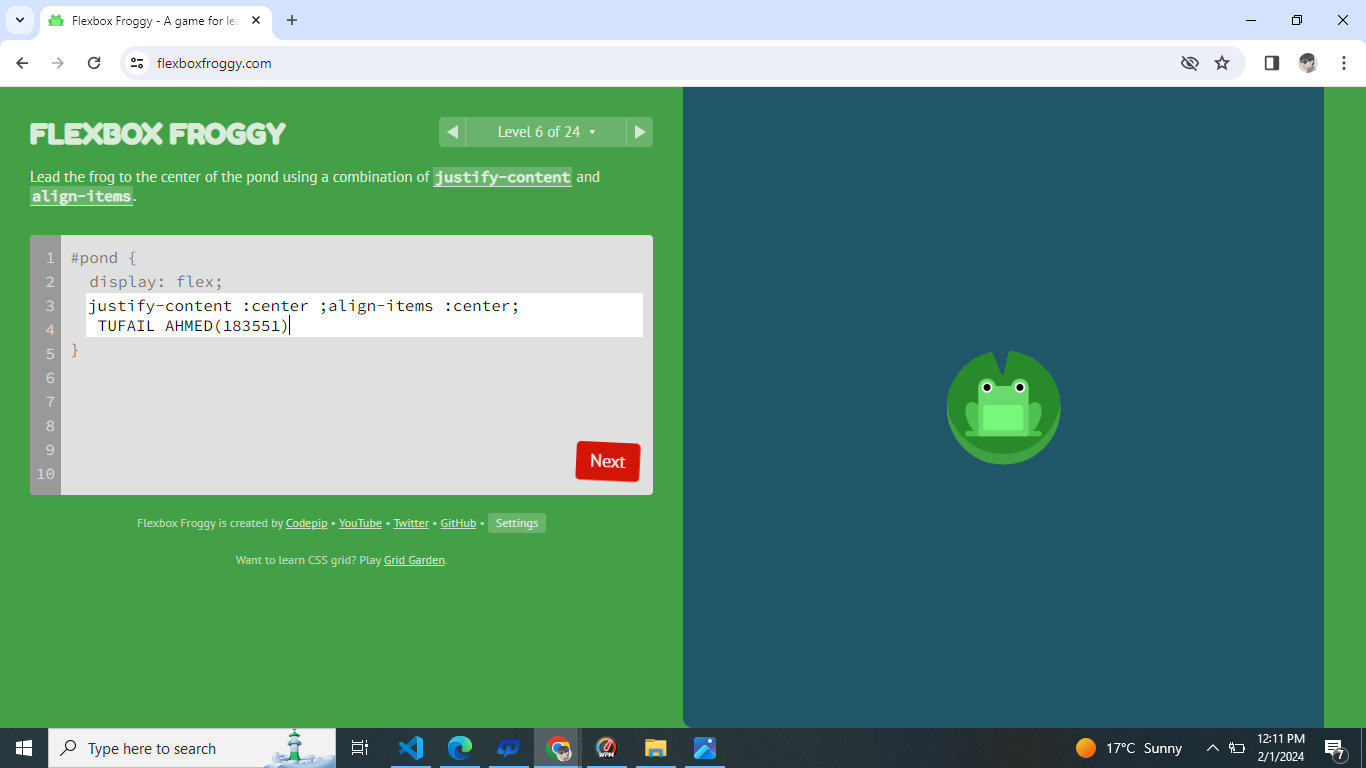 Flexbox Froggy - A game for lea
flexboxfroggy.com
FLEXBOX FROGGY
Level 6 of 24
Lead the frog to the center of the pond using a combination of justify-content and
align-items.
1 #pond {
2 display: flex;
3 justify-content :center ;align-items :center;
4 TUFAIL AHMED(183551)
5 }
6
7
8
9
10
Next
Flexbox Froggy is created by Codepip • YouTube • Twitter • GitHub • Settings
Want to learn CSS grid? Play Grid Garden.
Type here to search
WPM
17°C Sunny
12:11 PM
2/1/2024
7